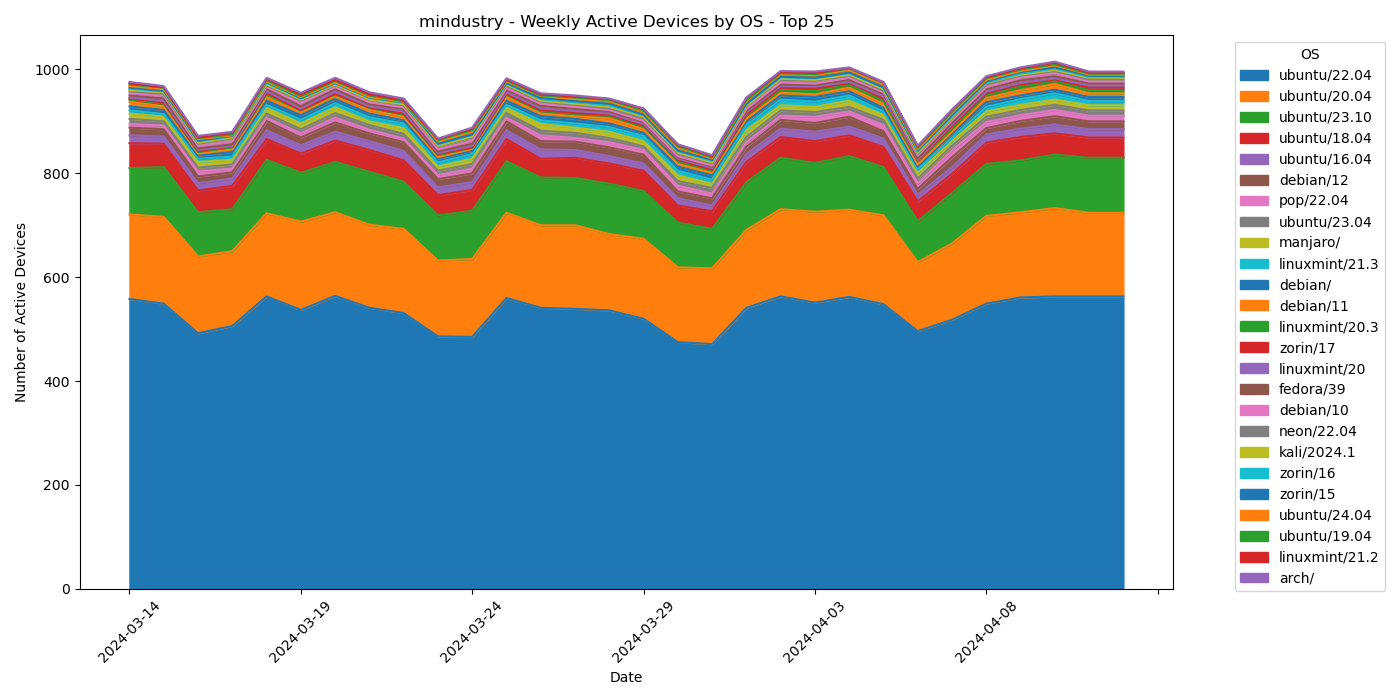 mindustry - Weekly Active Devices by OS - Top 25
Number of Active Devices
1000
800
600
400
200
0
2024-03-14
2024-03-19
2024-03-24
2024-03-29
2024-04-03
2024-04-08
Date
OS
ubuntu/22.04
ubuntu/20.04
ubuntu/23.10
ubuntu/18.04
ubuntu/16.04
debian/12
pop/22.04
ubuntu/23.04
manjaro/
linuxmint/21.3
debian/
debian/11
linuxmint/20.3
zorin/17
linuxmint/20
fedora/39
debian/10
neon/22.04
kali/2024.1
zorin/16
zorin/15
ubuntu/24.04
ubuntu/19.04
linuxmint/21.2
arch/